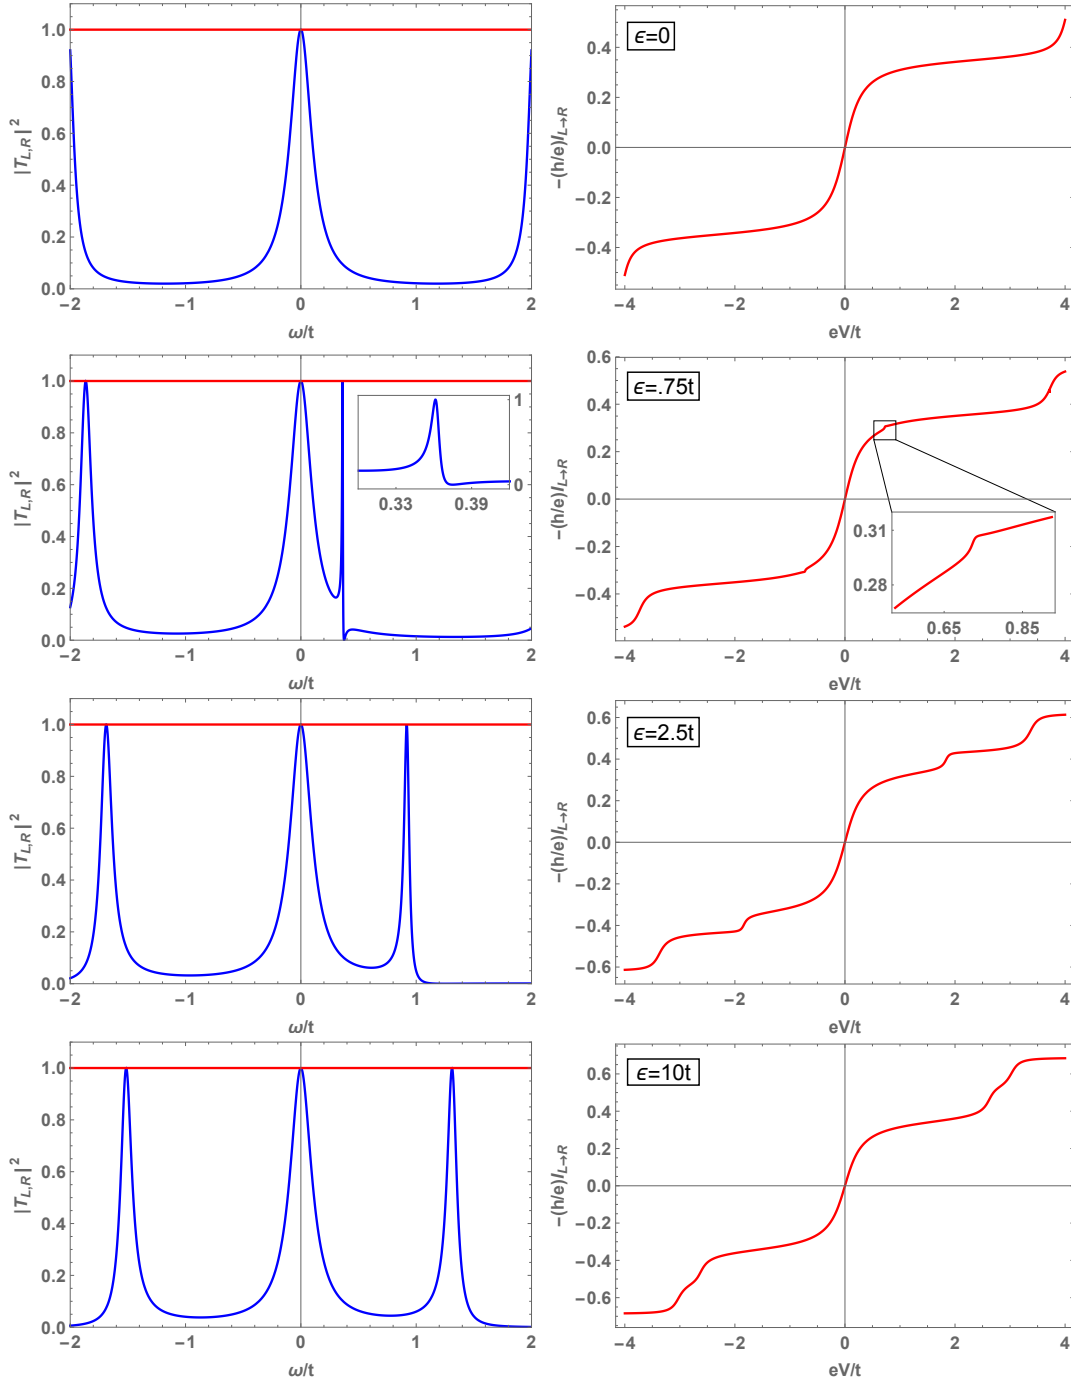 1.0
0.8
0.6
0.4
0.2
0.0
|T_{L,R}|^2
−2 −1 0 1 2
ω/t
ϵ=0
0.4
0.2
0.0
−0.2
−0.4
−(h/e)I_{L→R}
−4 −2 0 2 4
eV/t
1.0
0.8
0.6
0.4
0.2
0.0
|T_{L,R}|^2
1
0
0.33 0.39
−2 −1 0 1 2
ω/t
0.6
0.4
0.2
0.0
−0.2
−0.4
−(h/e)I_{L→R}
ϵ=.75t
0.31
0.28
0.65 0.85
−4 −2 0 2 4
eV/t
1.0
0.8
0.6
0.4
0.2
0.0
|T_{L,R}|^2
−2 −1 0 1 2
ω/t
0.6
0.4
0.2
0.0
−0.2
−0.4
−0.6
−(h/e)I_{L→R}
ϵ=2.5t
−4 −2 0 2 4
eV/t
1.0
0.8
0.6
0.4
0.2
0.0
|T_{L,R}|^2
−2 −1 0 1 2
ω/t
0.6
0.4
0.2
0.0
−0.2
−0.4
−0.6
−(h/e)I_{L→R}
ϵ=10t
−4 −2 0 2 4
eV/t